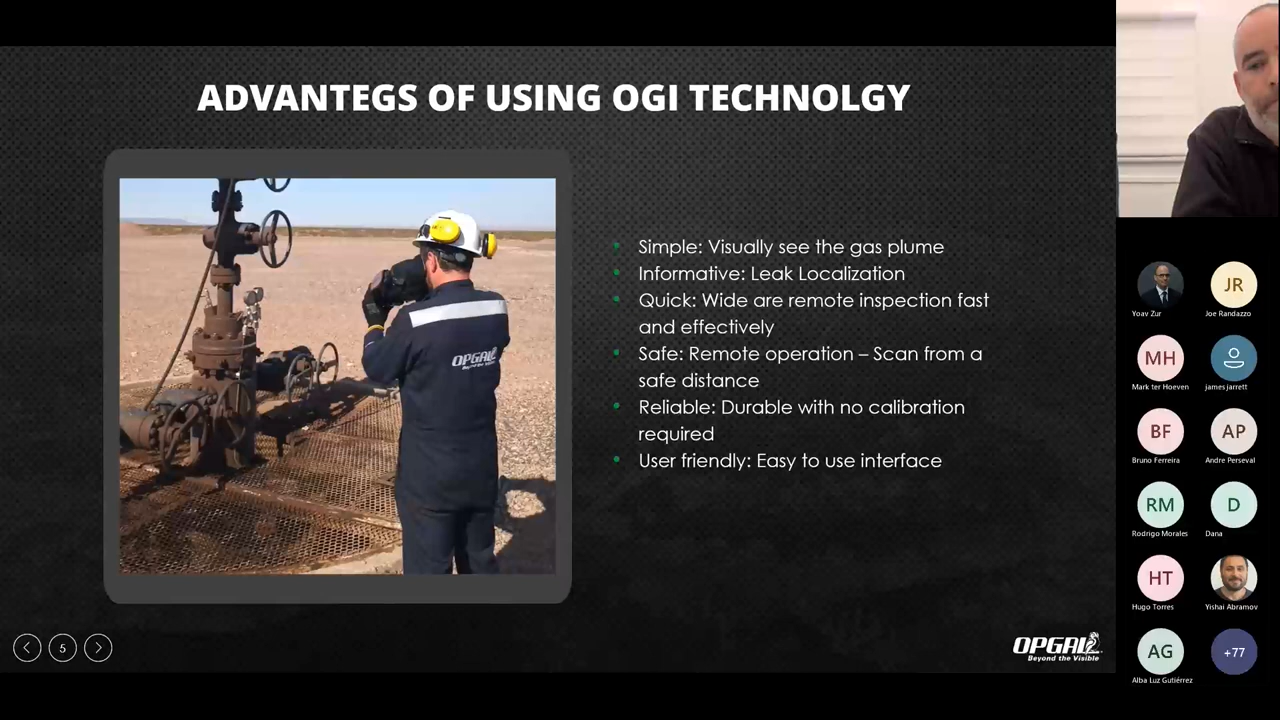 ADVANTEGS OF USING OGI TECHNOLGY
OPGAL
Beyond the Visible
Simple: Visually see the gas plume
Informative: Leak Localization
Quick: Wide are remote inspection fast
and effectively
Safe: Remote operation – Scan from a
safe distance
Reliable: Durable with no calibration
required
User friendly: Easy to use interface
5
OPGAL
Beyond the Visible
Yoav Zur
JR
Joe Randazzo
MH
Mark ter Hoeven
james jarrett
BF
Bruno Ferreira
AP
Andre Perseval
RM
Rodrigo Morales
D
Dana
HT
Hugo Torres
Yishai Abramov
AG
Alba Luz Gutiérrez
+77